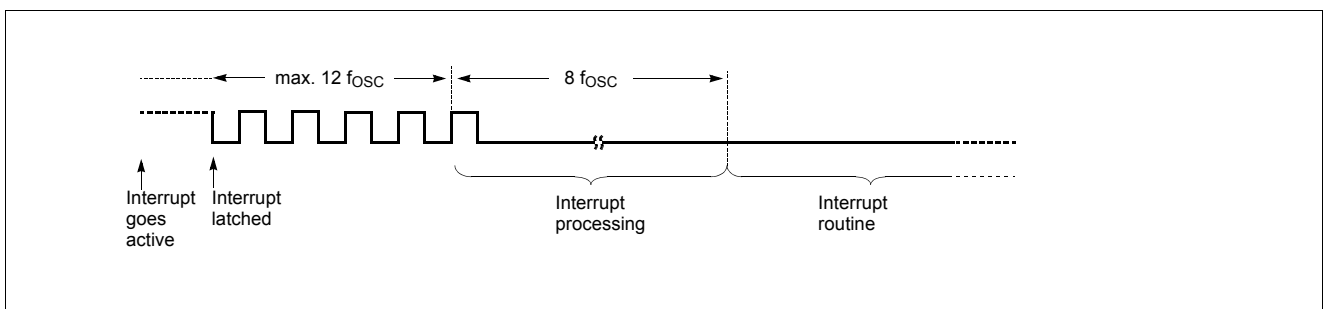 max. 12 fOSC
8 fOSC
Interrupt
goes
active
Interrupt
latched
Interrupt
processing
Interrupt
routine